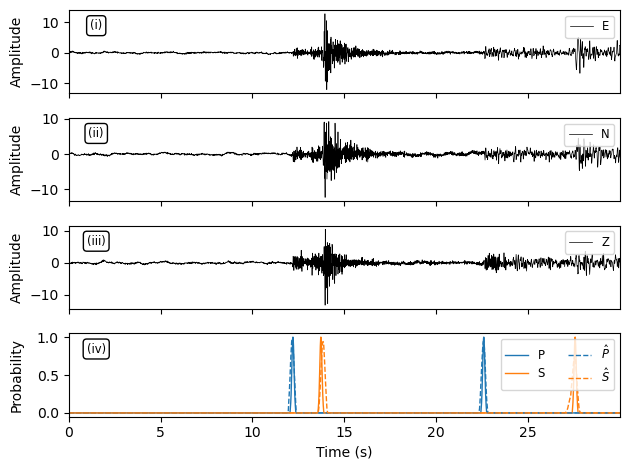 (i)
E
Amplitude
10
0
−10
(ii)
N
Amplitude
10
0
−10
(iii)
Z
Amplitude
10
0
−10
(iv)
P
P̂
S
Ŝ
Probability
1.0
0.5
0.0
0 5 10 15 20 25
Time (s)